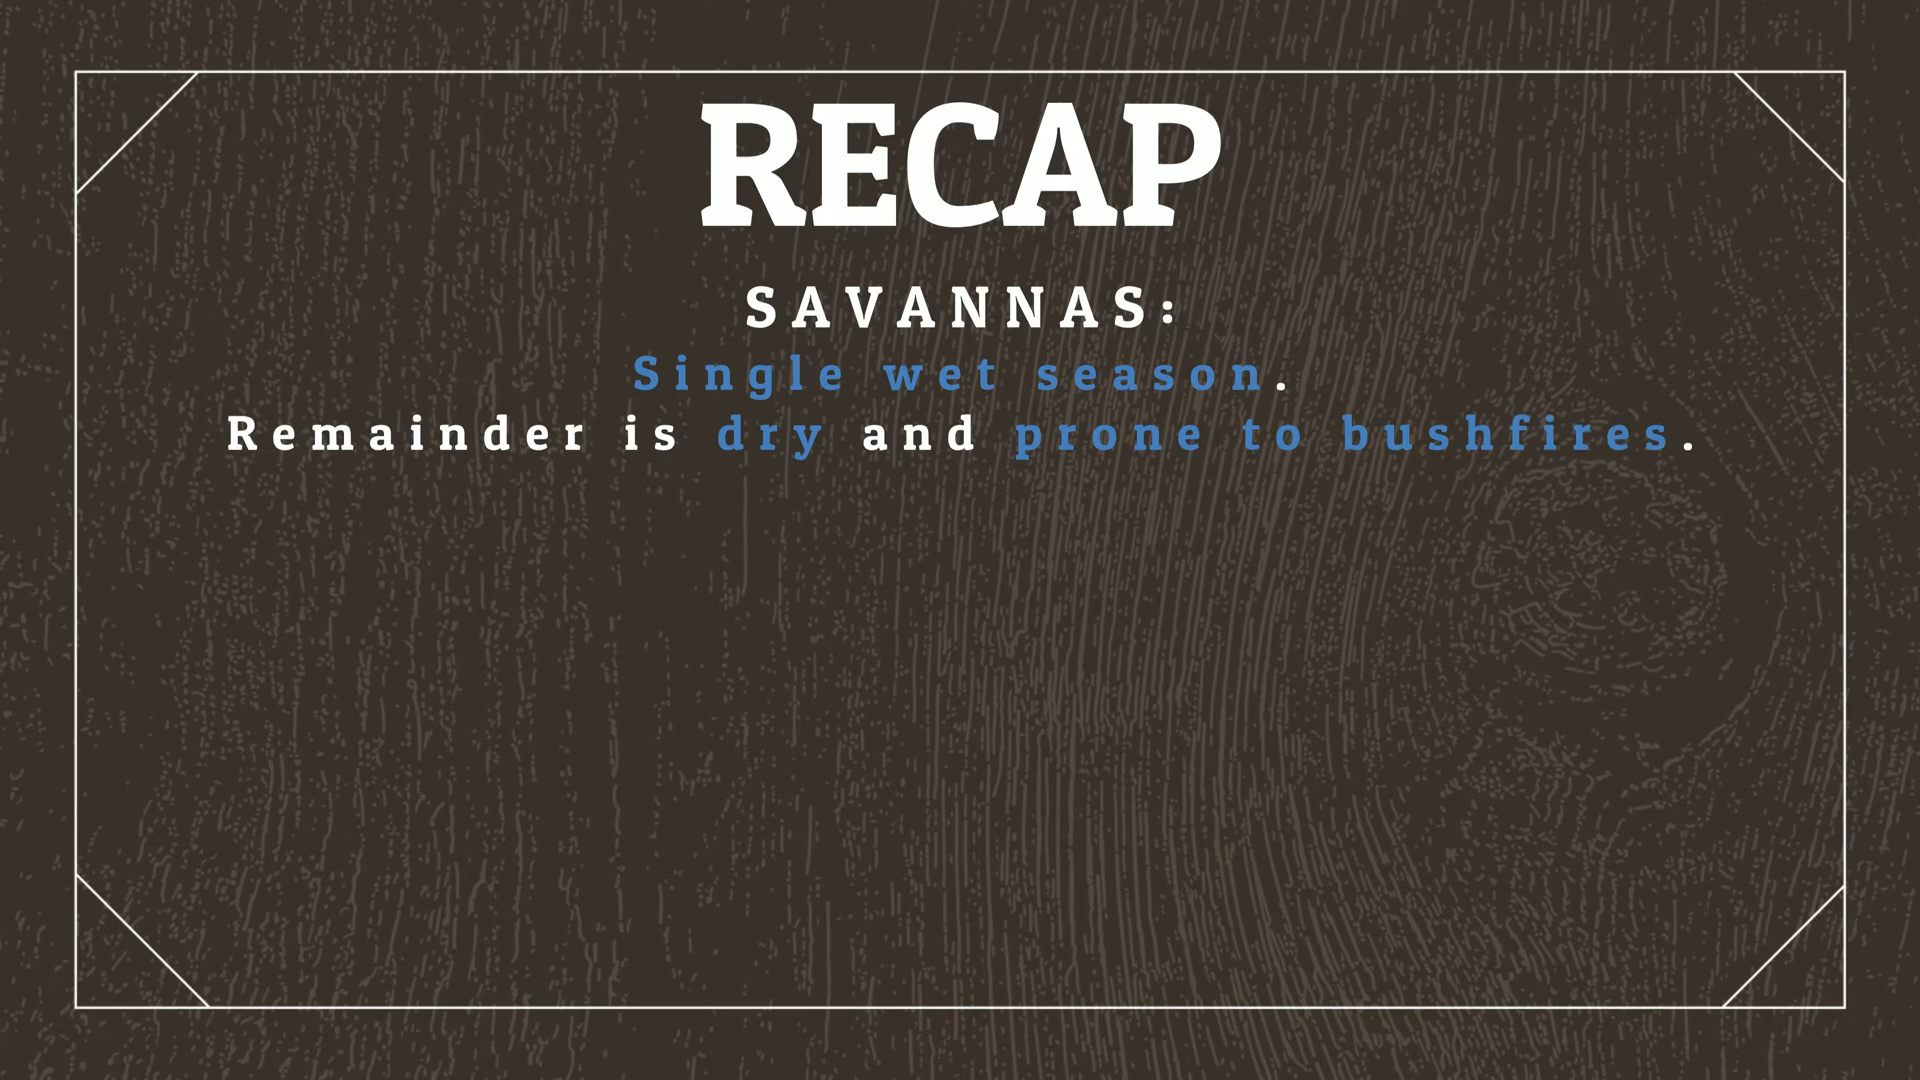 RECAP
SAVANNAS:
Single wet season.
Remainder is dry and prone to bushfires.